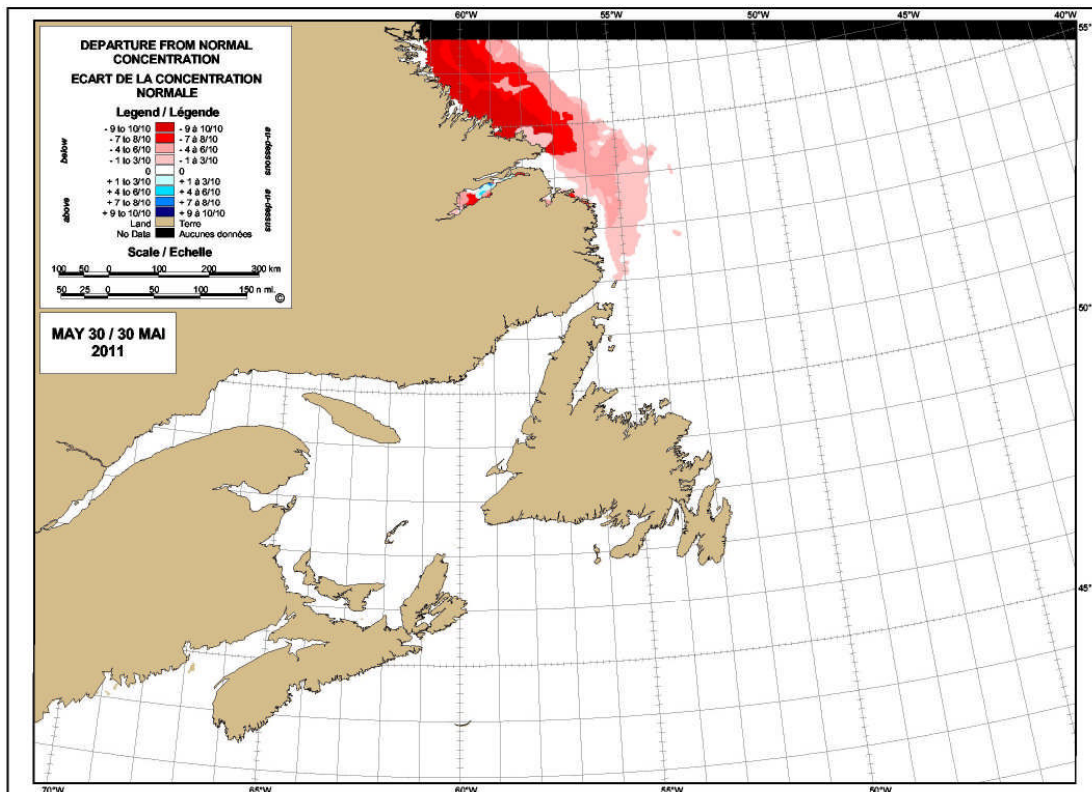 60°W 55°W 50°W 45°W 40°W
55°
DEPARTURE FROM NORMAL
CONCENTRATION
ECART DE LA CONCENTRATION
NORMALE
Legend / Légende
below
above
- 9 to 10/10 - 9 à 10/10
- 7 to 8/10 - 7 à 8/10
- 4 to 6/10 - 4 à 6/10
- 1 to 3/10 - 1 à 3/10
0 0
+ 1 to 3/10 + 1 à 3/10
+ 4 to 6/10 + 4 à 6/10
+ 7 to 8/10 + 7 à 8/10
+ 9 to 10/10 + 9 à 10/10
Land Terre
No Data Aucunes données
au-dessous
au-dessus
Scale / Echelle
100 50 0 100 200 300 km
50 25 0 50 100 150 n mi.
©
MAY 30 / 30 MAI
2011
50°
45°
70°W 65°W 60°W 55°W 50°W